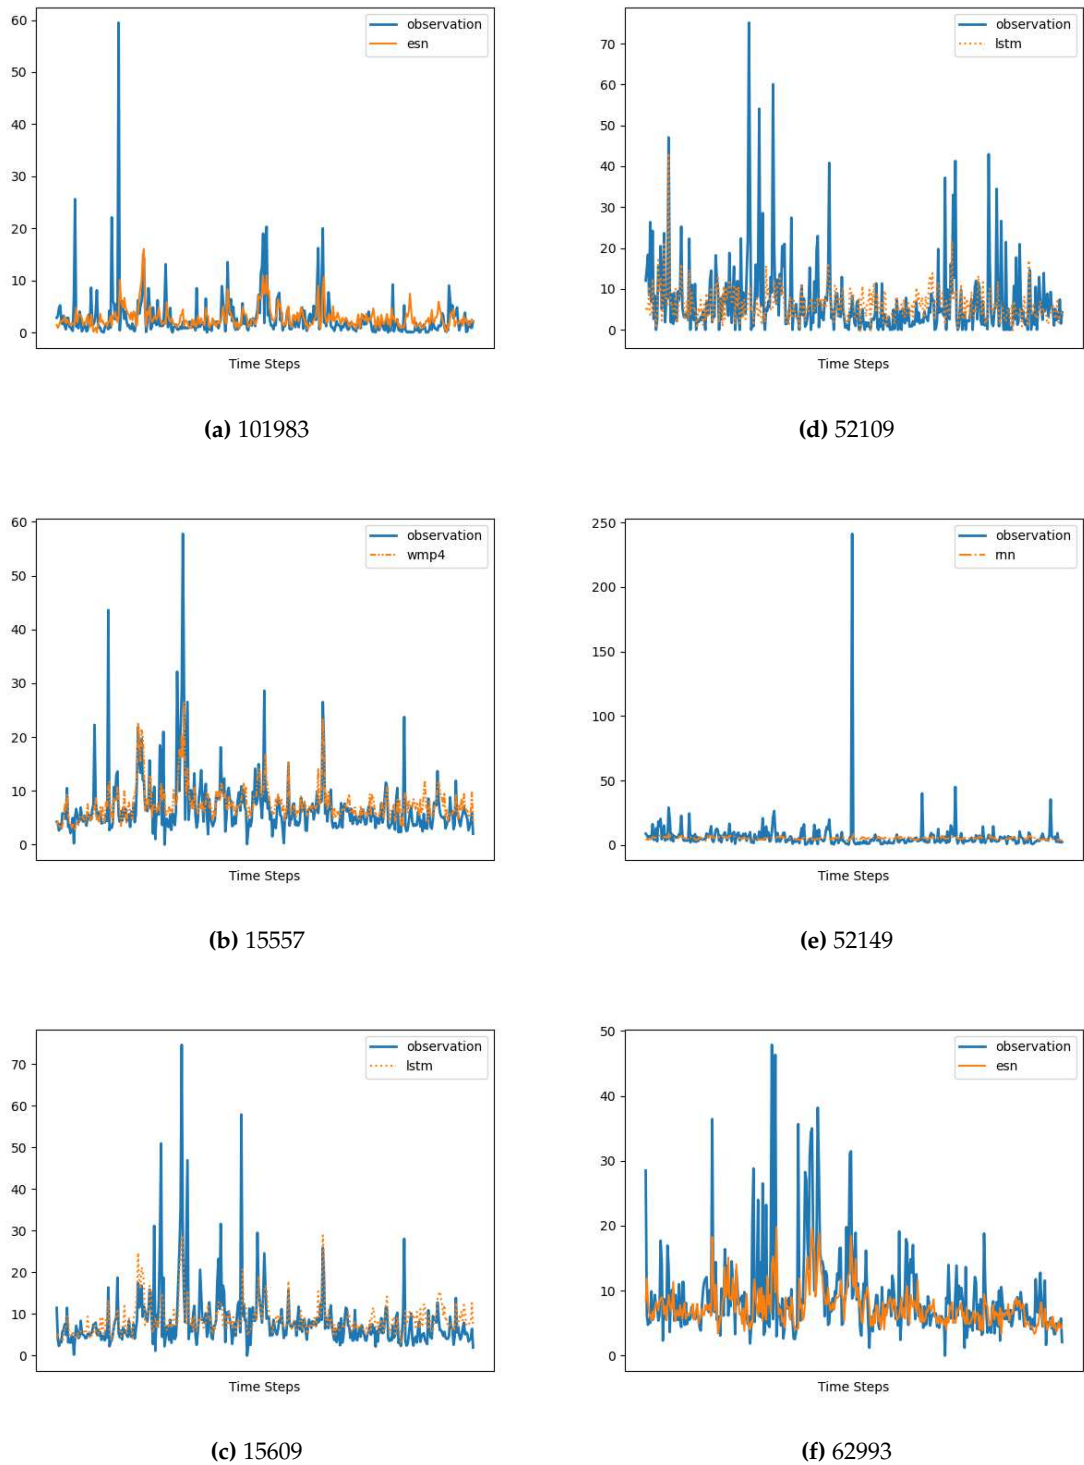 60
50
40
30
20
10
0
observation
esn
Time Steps
(a) 101983
70
60
50
40
30
20
10
0
observation
lstm
Time Steps
(d) 52109
60
50
40
30
20
10
0
observation
wmp4
Time Steps
(b) 15557
250
200
150
100
50
0
observation
rnn
Time Steps
(e) 52149
70
60
50
40
30
20
10
0
observation
lstm
Time Steps
(c) 15609
50
40
30
20
10
0
observation
esn
Time Steps
(f) 62993